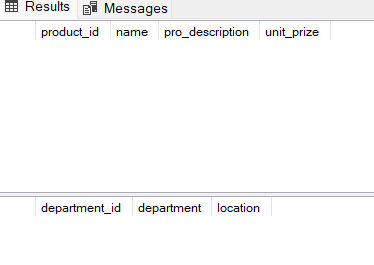 Results Messages
product_id name pro_description unit_prize
department_id department location